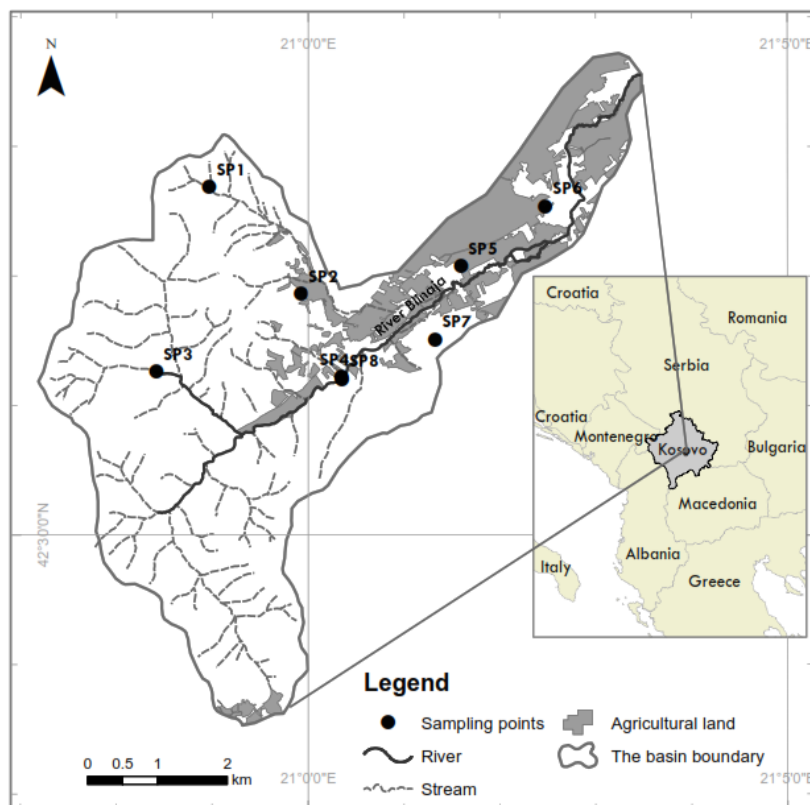 N
21°0'0"E
21°5'0"E
SP1
SP6
SP2
SP5
River Blinaja
SP7
SP3
SP4
SP8
42°30'0"N
Croatia
Romania
Serbia
Croatia
Montenegro
Kosovo
Bulgaria
Macedonia
Albania
Italy
Greece
Legend
Sampling points
Agricultural land
River
The basin boundary
Stream
0 0.5 1 2
km
21°0'0"E
21°5'0"E